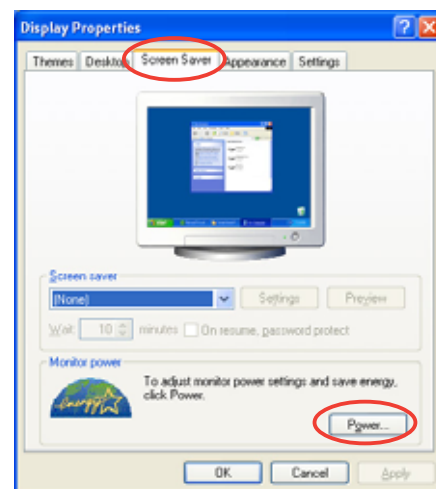 Display Properties
Themes Desktop Screen Saver Appearance Settings
Screen saver
(None) Settings Preview
Wait: 10 minutes On resume, password protect
Monitor power
To adjust monitor power settings and save energy,
click Power.
Power...
OK Cancel Apply